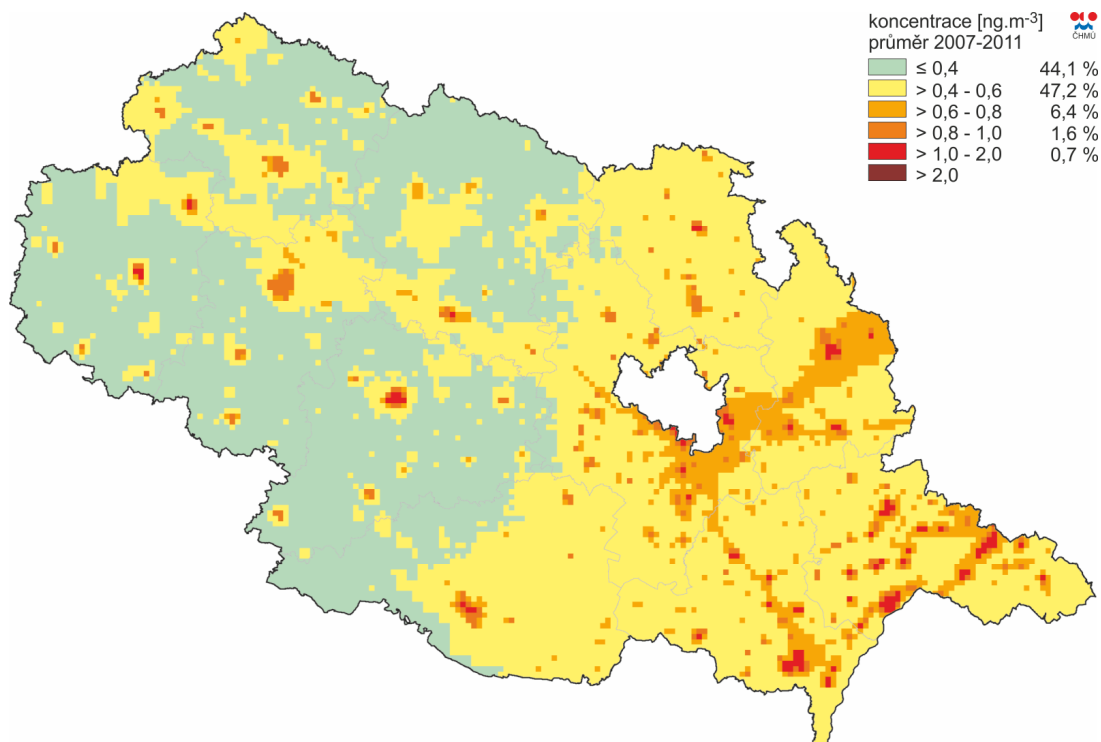 koncentrace [ng.m-3]
průměr 2007-2011
ČHMÚ
≤ 0,4 44,1 %
> 0,4 - 0,6 47,2 %
> 0,6 - 0,8 6,4 %
> 0,8 - 1,0 1,6 %
> 1,0 - 2,0 0,7 %
> 2,0